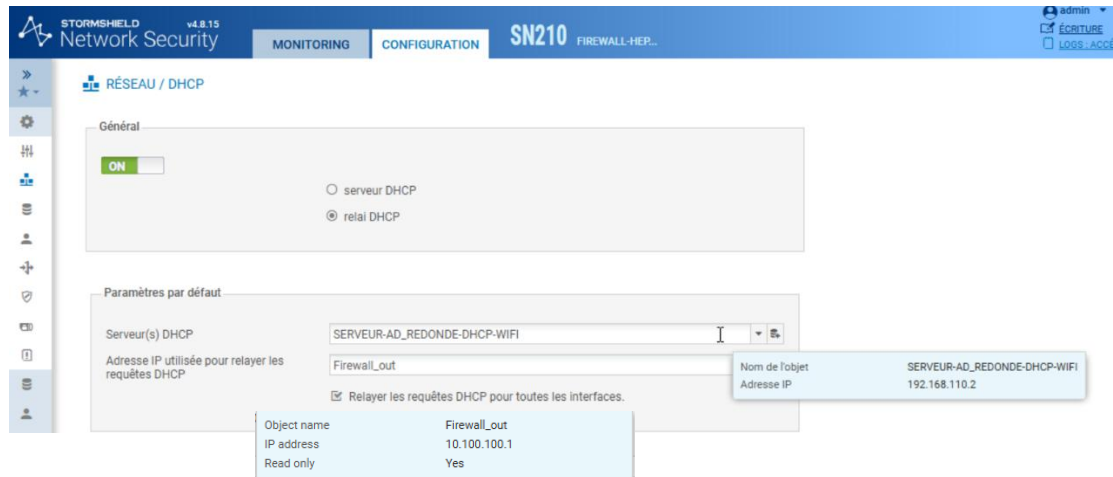 STORMSHIELD v4.8.15
Network Security
MONITORING
CONFIGURATION
SN210 FIREWALL-HEP...
admin
ÉCRITURE
LOGS : ACCÉ
RÉSEAU / DHCP
Général
ON
serveur DHCP
relai DHCP
Paramètres par défaut
Serveur(s) DHCP
SERVEUR-AD_REDONDE-DHCP-WIFI
Adresse IP utilisée pour relayer les
requêtes DHCP
Firewall_out
Nom de l'objet SERVEUR-AD_REDONDE-DHCP-WIFI
Adresse IP 192.168.110.2
Relayer les requêtes DHCP pour toutes les interfaces.
Object name Firewall_out
IP address 10.100.100.1
Read only Yes